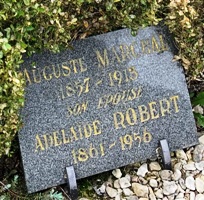 AUGUSTE
1857 - 1918
SON EPOUSE
ADELAIDE ROBERT
1861 - 1956